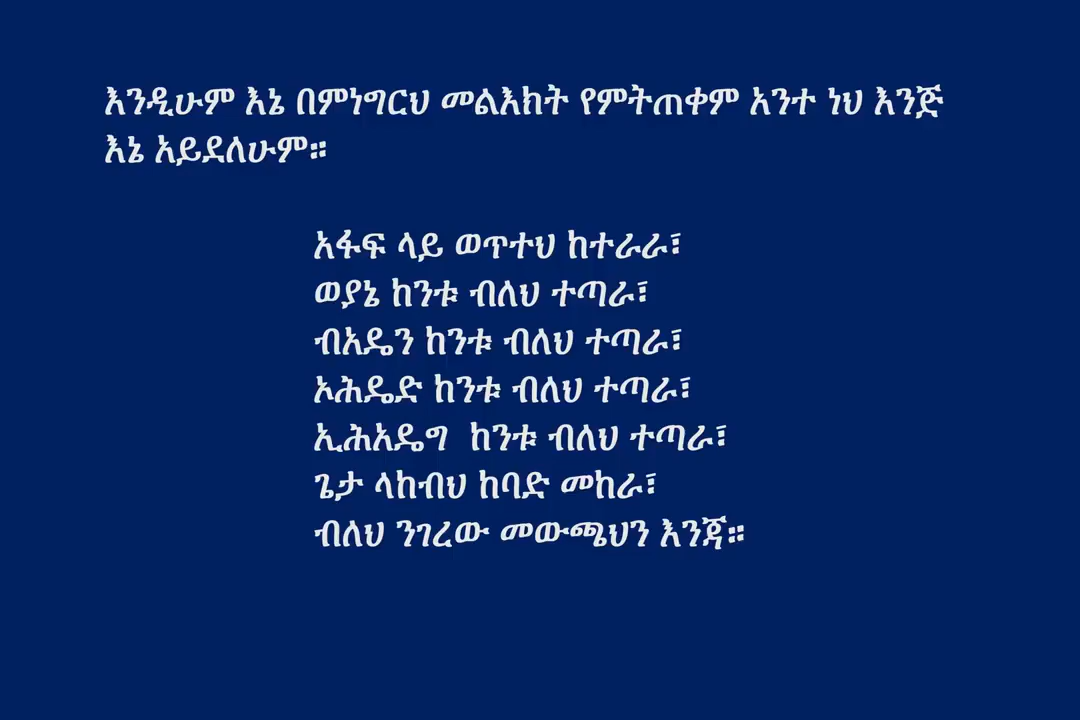 እንዲሁም እኔ በምነግርህ መልእክት የምትጠቀም አንተ ነህ እንጅ
እኔ አይደለሁም።
አፋፍ ላይ ወጥተህ ከተራራ፣
ወያኔ ከንቱ ብለህ ተጣራ፣
ብአዴን ከንቱ ብለህ ተጣራ፣
ኦሕዴድ ከንቱ ብለህ ተጣራ፣
ኢሕአዴግ ከንቱ ብለህ ተጣራ፣
ጌታ ላከብህ ከባድ መከራ፣
ብለህ ንገረው መውጫህን እንጃ።